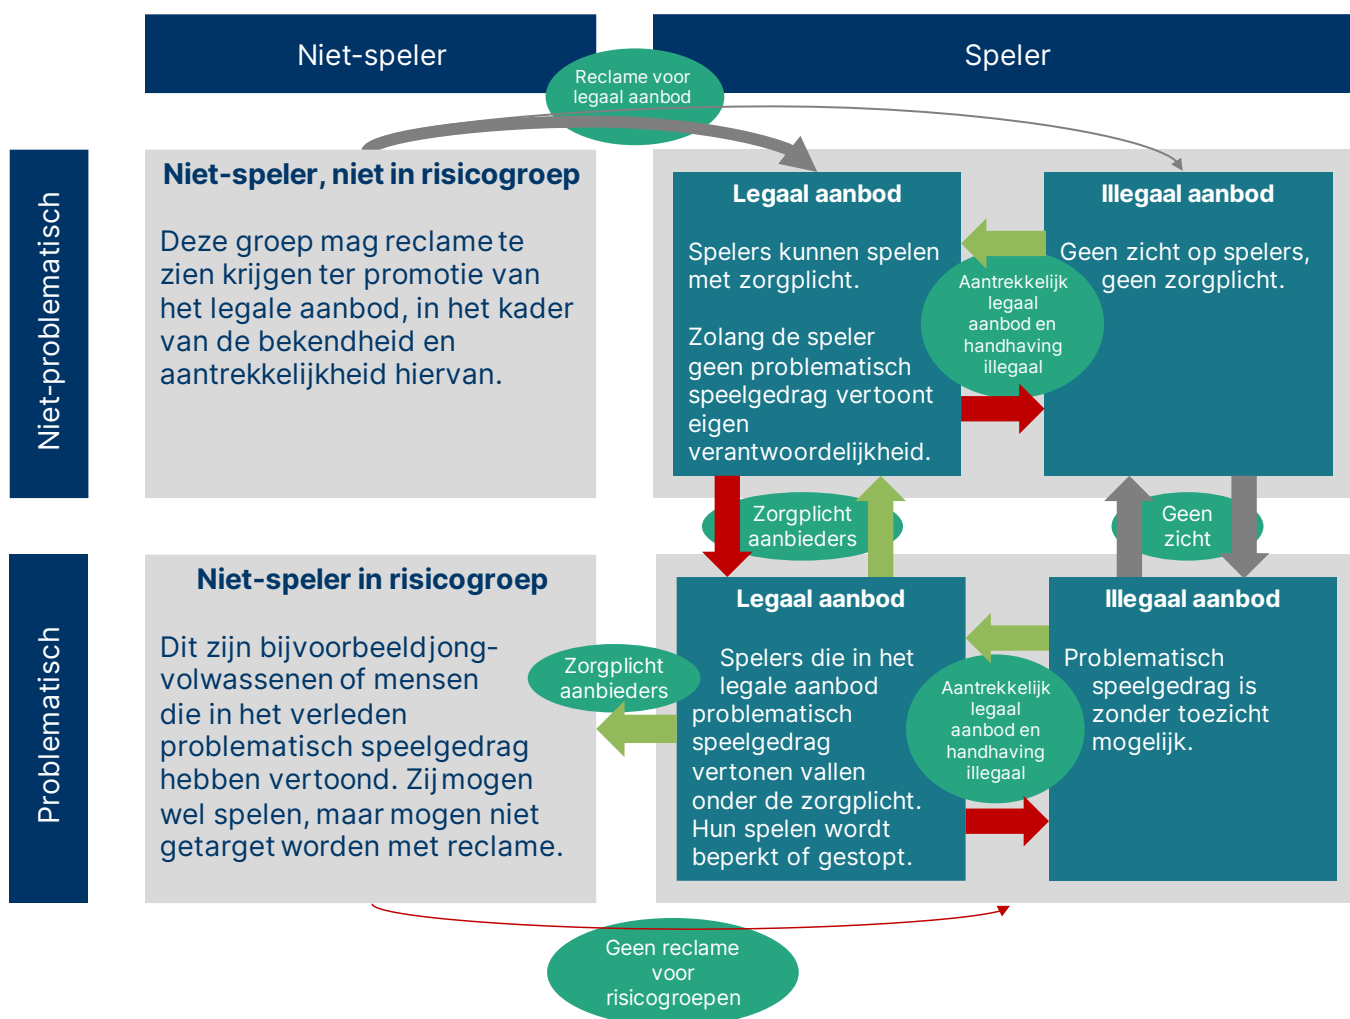 Niet-speler
Speler
Reclame voor
legaal aanbod
Niet-problematisch
Niet-speler, niet in risicogroep
Deze groep mag reclame te
zien krijgen ter promotie van
het legale aanbod, in het kader
van de bekendheid en
aantrekkelijkheid hiervan.
Legaal aanbod
Spelers kunnen spelen
met zorgplicht.
Zolang de speler
geen problematisch
speelgedrag vertoont
eigen
verantwoordelijkheid.
Aantrekkelijk
legaal
aanbod en
handhaving
illegaal
Illegaal aanbod
Geen zicht op spelers,
geen zorgplicht.
Zorgplicht
aanbieders
Geen
zicht
Problematisch
Niet-speler in risicogroep
Dit zijn bijvoorbeeld jong-
volwassenen of mensen
die in het verleden
problematisch speelgedrag
hebben vertoond. Zij mogen
wel spelen, maar mogen niet
getarget worden met reclame.
Zorgplicht
aanbieders
Legaal aanbod
Spelers die in het
legale aanbod
problematisch
speelgedrag
vertonen vallen
onder de zorgplicht.
Hun spelen wordt
beperkt of gestopt.
Aantrekkelijk
legaal
aanbod en
handhaving
illegaal
Illegaal aanbod
Problematisch
speelgedrag is
zonder toezicht
mogelijk.
Geen reclame
voor
risicogroepen